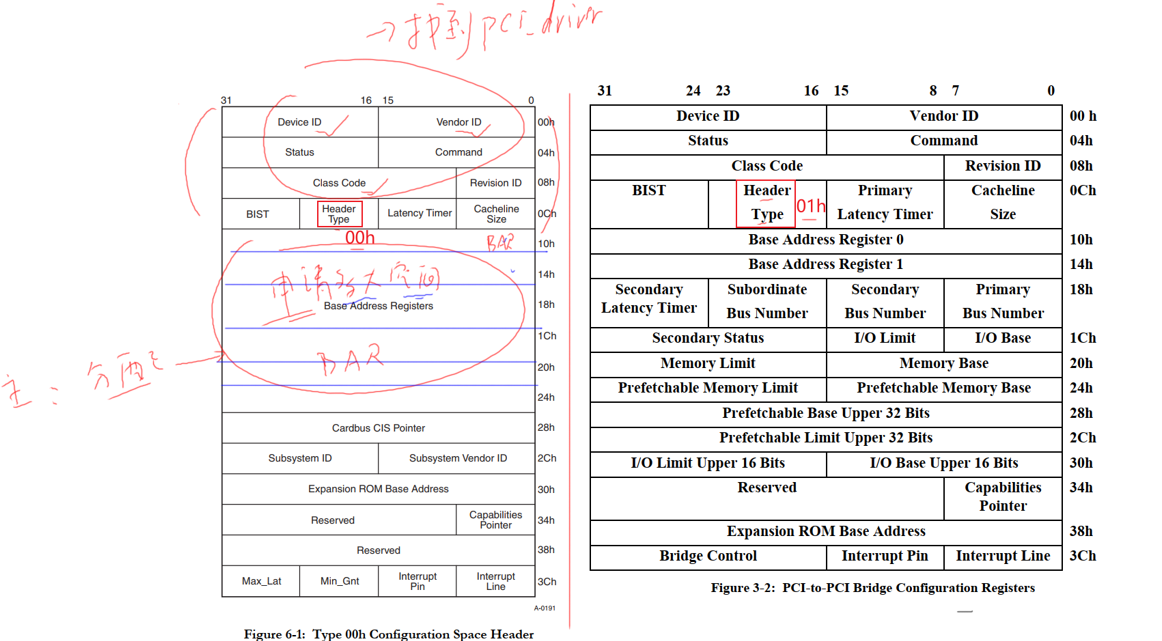 → 找到PCI_driver
31 16 15 0
Device ID Vendor ID 00h
Status Command 04h
Class Code Revision ID 08h
BIST Header Type Latency Timer Cacheline Size 0Ch
00h
BAR 10h
14h
申请多大空间
Base Address Registers 18h
1Ch
主：分配 → BAR 20h
24h
Cardbus CIS Pointer 28h
Subsystem ID Subsystem Vendor ID 2Ch
Expansion ROM Base Address 30h
Reserved Capabilities Pointer 34h
Reserved 38h
Max_Lat Min_Gnt Interrupt Pin Interrupt Line 3Ch
A-0191
Figure 6-1: Type 00h Configuration Space Header
31 24 23 16 15 8 7 0
Device ID Vendor ID 00 h
Status Command 04h
Class Code Revision ID 08h
BIST Header Type 01h Primary Latency Timer Cacheline Size 0Ch
Base Address Register 0 10h
Base Address Register 1 14h
Secondary Latency Timer Subordinate Bus Number Secondary Bus Number Primary Bus Number 18h
Secondary Status I/O Limit I/O Base 1Ch
Memory Limit Memory Base 20h
Prefetchable Memory Limit Prefetchable Memory Base 24h
Prefetchable Base Upper 32 Bits 28h
Prefetchable Limit Upper 32 Bits 2Ch
I/O Limit Upper 16 Bits I/O Base Upper 16 Bits 30h
Reserved Capabilities Pointer 34h
Expansion ROM Base Address 38h
Bridge Control Interrupt Pin Interrupt Line 3Ch
Figure 3-2: PCI-to-PCI Bridge Configuration Registers